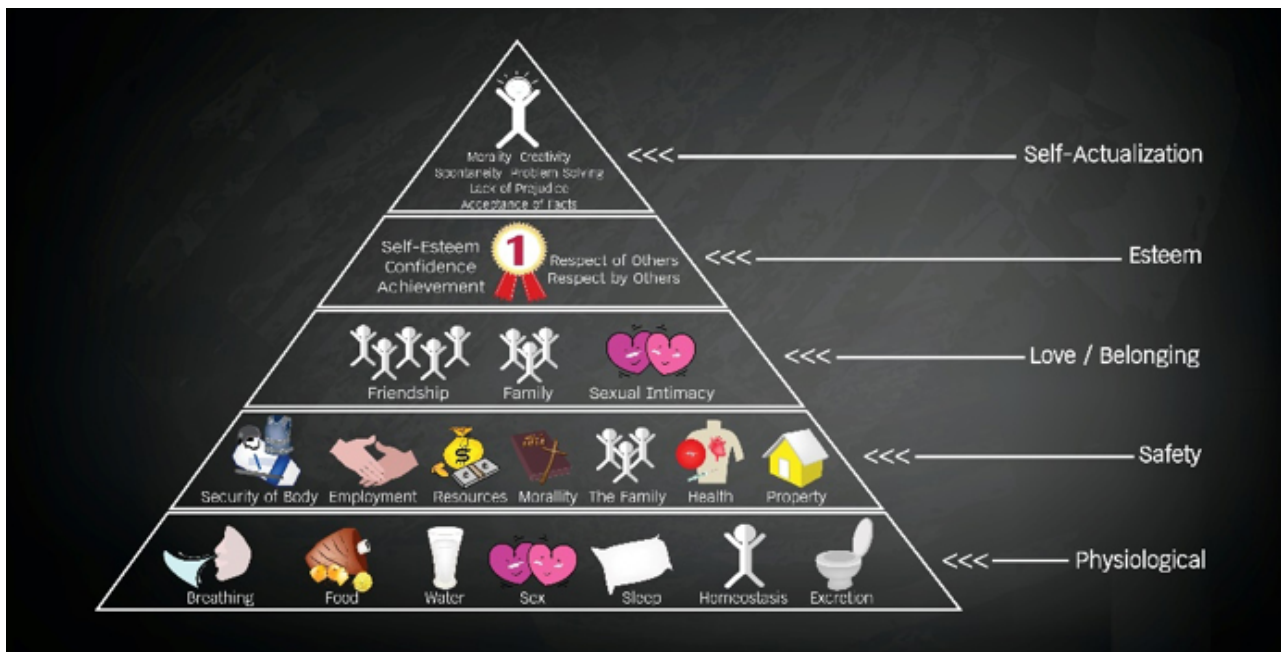 Morality Creativity
Spontaneity Problem Solving
Lack of Prejudice
Acceptance of Facts
Self-Actualization
Self-Esteem
Confidence
Achievement
1
Respect of Others
Respect by Others
Esteem
Friendship Family Sexual Intimacy
Love / Belonging
$
Security of Body Employment Resources Morallity The Family Health Property
Safety
Breathing Food Water Sex Sleep Homeostasis Excretion
Physiological